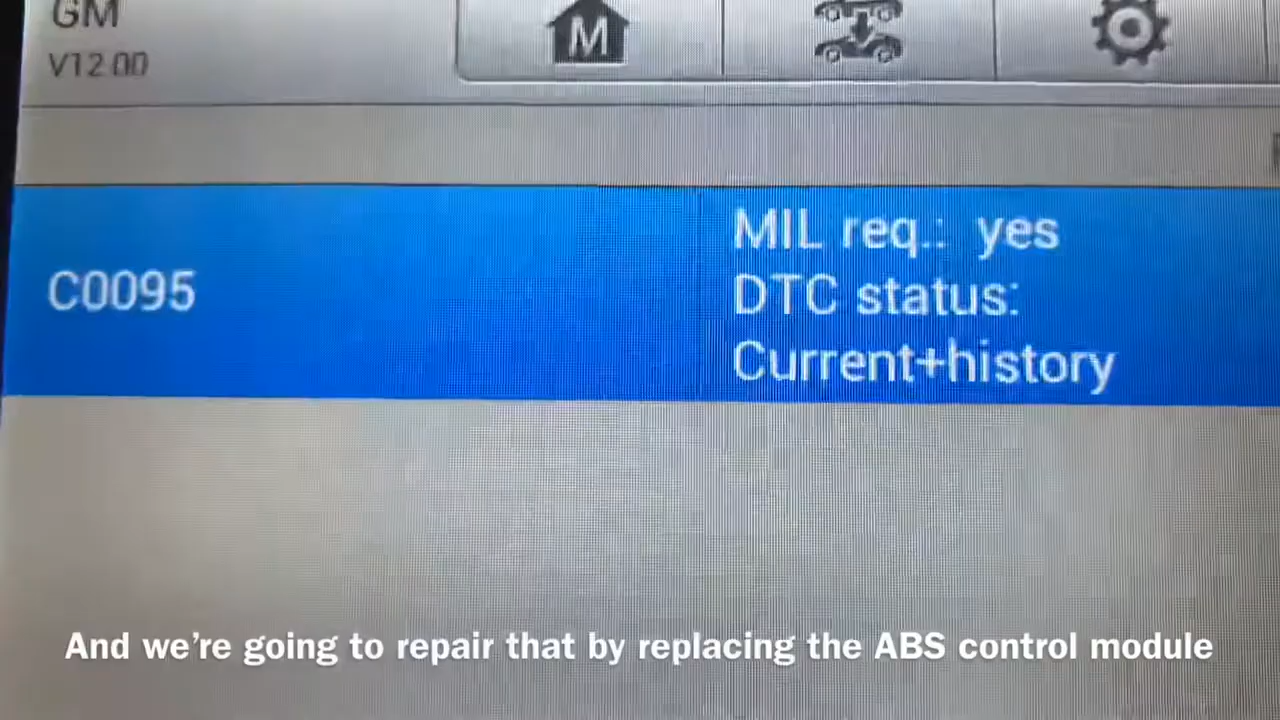 GM
V12.00
M
C0095
MIL req.: yes
DTC status:
Current+history
And we're going to repair that by replacing the ABS control module